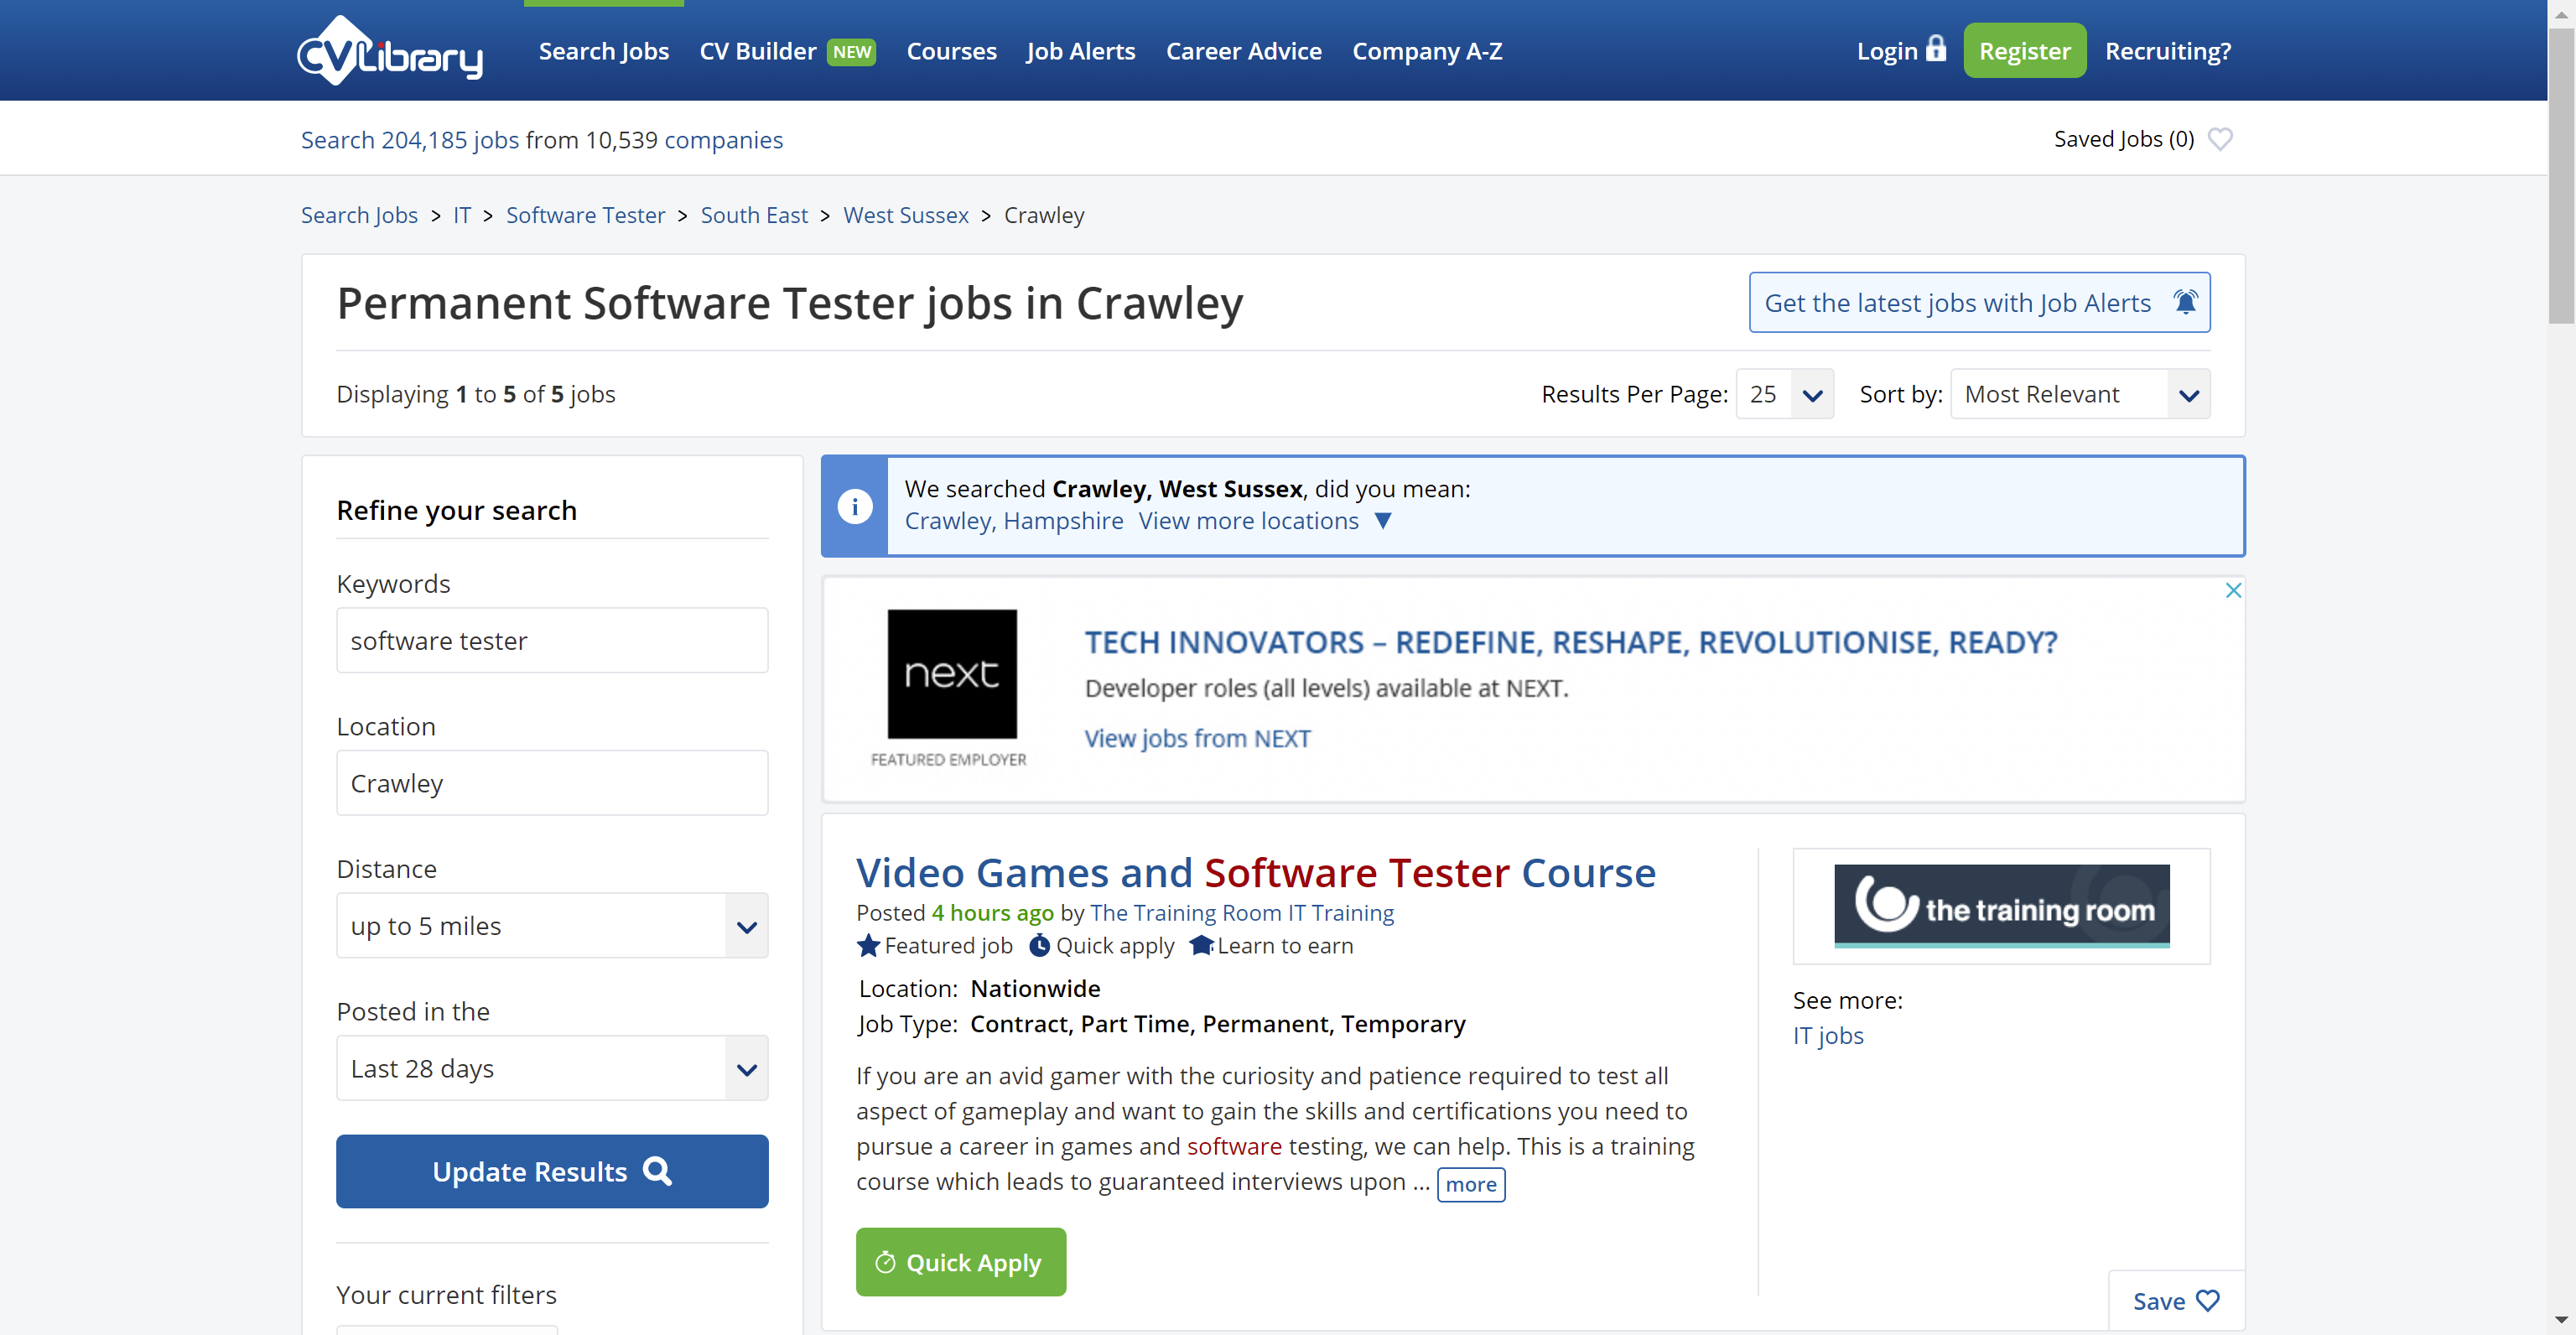 CVLibrary Search Jobs CV Builder NEW Courses Job Alerts Career Advice Company A-Z Login Register Recruiting?
Search 204,185 jobs from 10,539 companies Saved Jobs (0)
Search Jobs > IT > Software Tester > South East > West Sussex > Crawley
Permanent Software Tester jobs in Crawley
Get the latest jobs with Job Alerts
Displaying 1 to 5 of 5 jobs
Results Per Page: 25 Sort by: Most Relevant
Refine your search
Keywords
software tester
Location
Crawley
Distance
up to 5 miles
Posted in the
Last 28 days
Update Results
Your current filters
We searched Crawley, West Sussex, did you mean:
Crawley, Hampshire View more locations ▼
next
FEATURED EMPLOYER
TECH INNOVATORS – REDEFINE, RESHAPE, REVOLUTIONISE, READY?
Developer roles (all levels) available at NEXT.
View jobs from NEXT
Video Games and Software Tester Course
Posted 4 hours ago by The Training Room IT Training
Featured job Quick apply Learn to earn
Location: Nationwide
Job Type: Contract, Part Time, Permanent, Temporary
If you are an avid gamer with the curiosity and patience required to test all
aspect of gameplay and want to gain the skills and certifications you need to
pursue a career in games and software testing, we can help. This is a training
course which leads to guaranteed interviews upon ... more
Quick Apply
the training room
See more:
IT jobs
Save